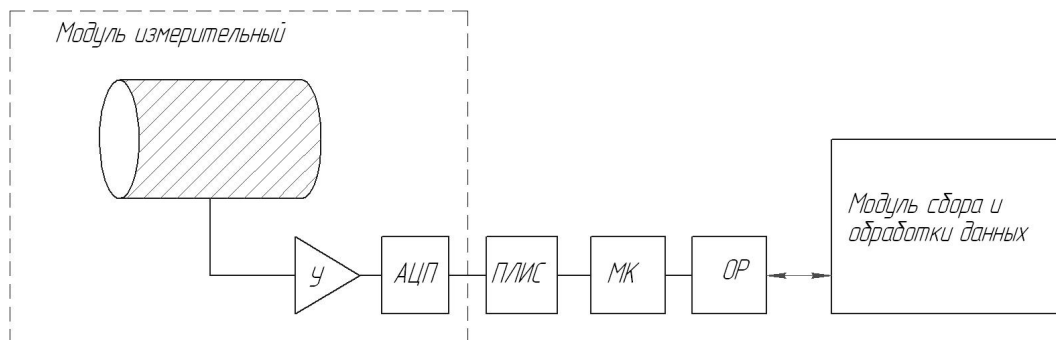 Модуль измерительный
У
АЦП
ПЛИС
МК
ОР
Модуль сбора и
обработки данных